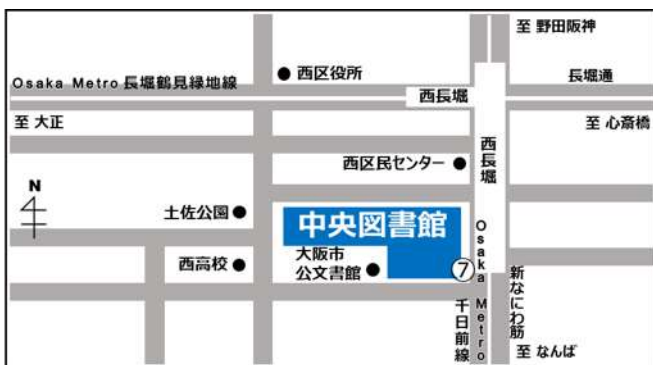 至 野田阪神
西区役所
長堀通
Osaka Metro 長堀鶴見緑地線
西長堀
至 大正
至 心斎橋
西区民センター
西長堀
N
土佐公園
中央図書館
西高校
大阪市
公文書館
⑦
Osaka Metro
千日前線
新なにわ筋
至 なんば